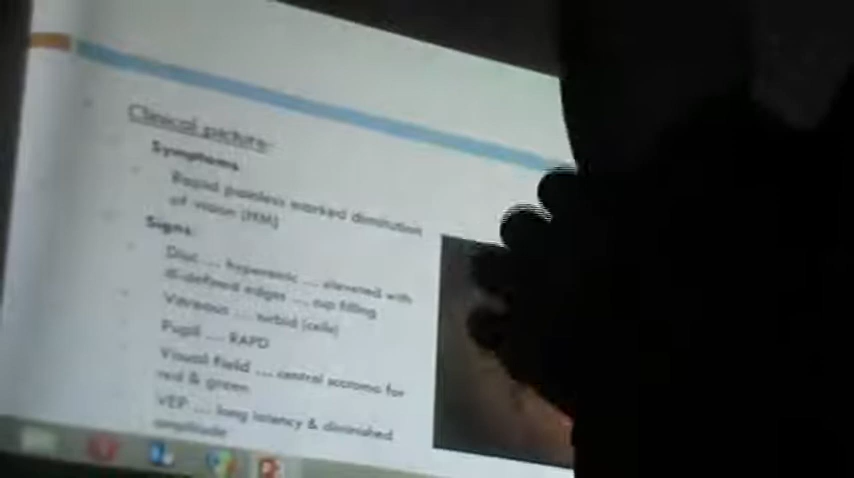 Clinical picture:
Symptoms
Rapid painless marked diminution
of vision (HM)
Signs:
Disc ... hyperemic ... elevated with
ill-defined edges ... cup filling
Vitreous ... turbid (cells)
Pupil ... RAPD
Visual field ... central scotoma for
red & green
VEP ... long latency & diminished
amplitude